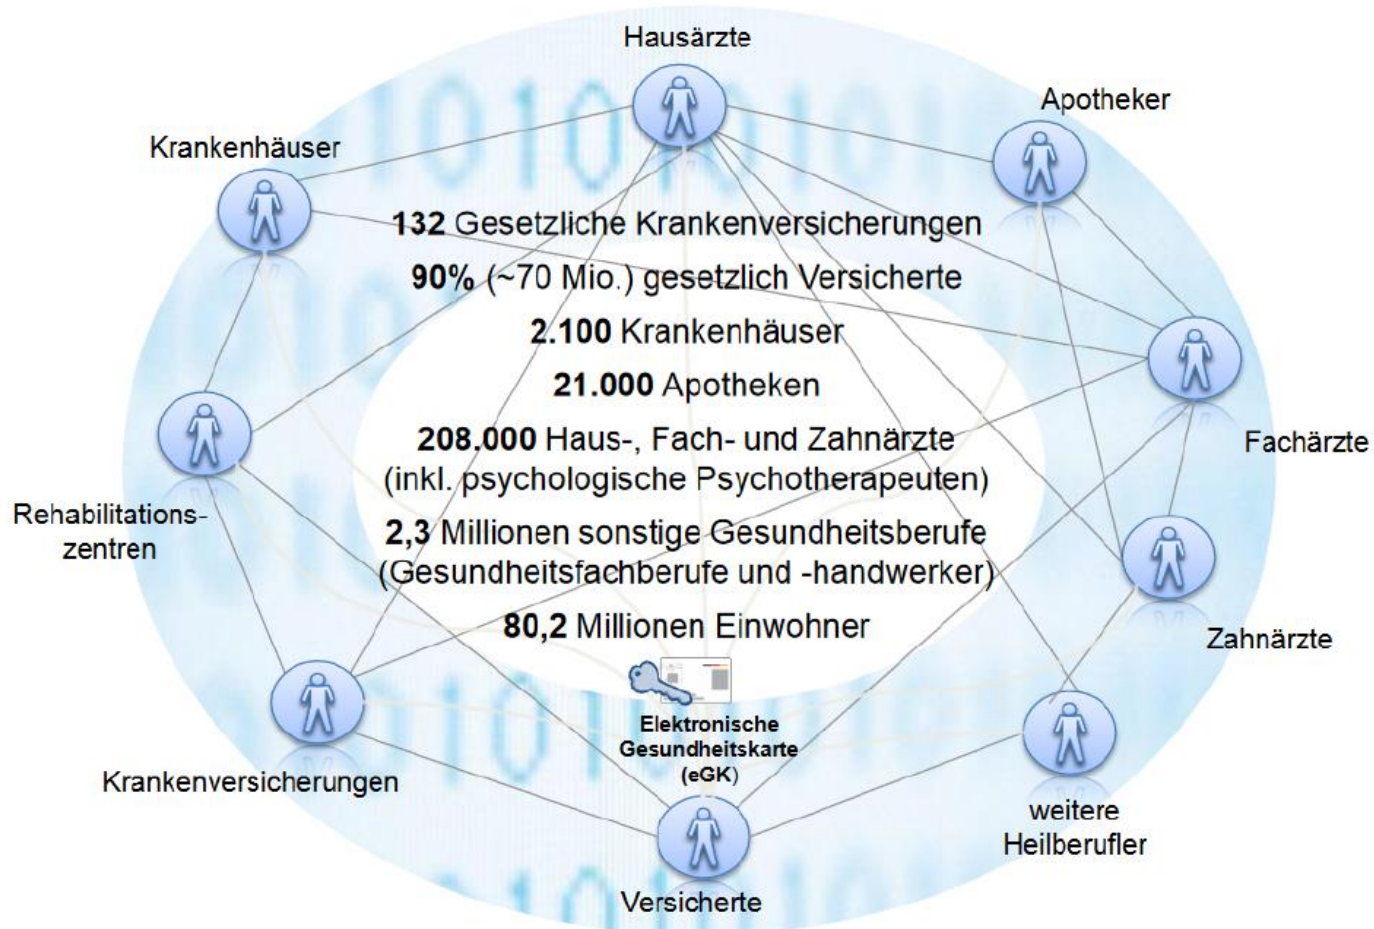 Hausärzte
Apotheker
Krankenhäuser
132 Gesetzliche Krankenversicherungen
90% (~70 Mio.) gesetzlich Versicherte
2.100 Krankenhäuser
21.000 Apotheken
208.000 Haus-, Fach- und Zahnärzte
(inkl. psychologische Psychotherapeuten)
Fachärzte
Rehabilitations-
zentren
2,3 Millionen sonstige Gesundheitsberufe
(Gesundheitsfachberufe und -handwerker)
80,2 Millionen Einwohner
Zahnärzte
Elektronische
Gesundheitskarte
(eGK)
Krankenversicherungen
weitere
Heilberufler
Versicherte